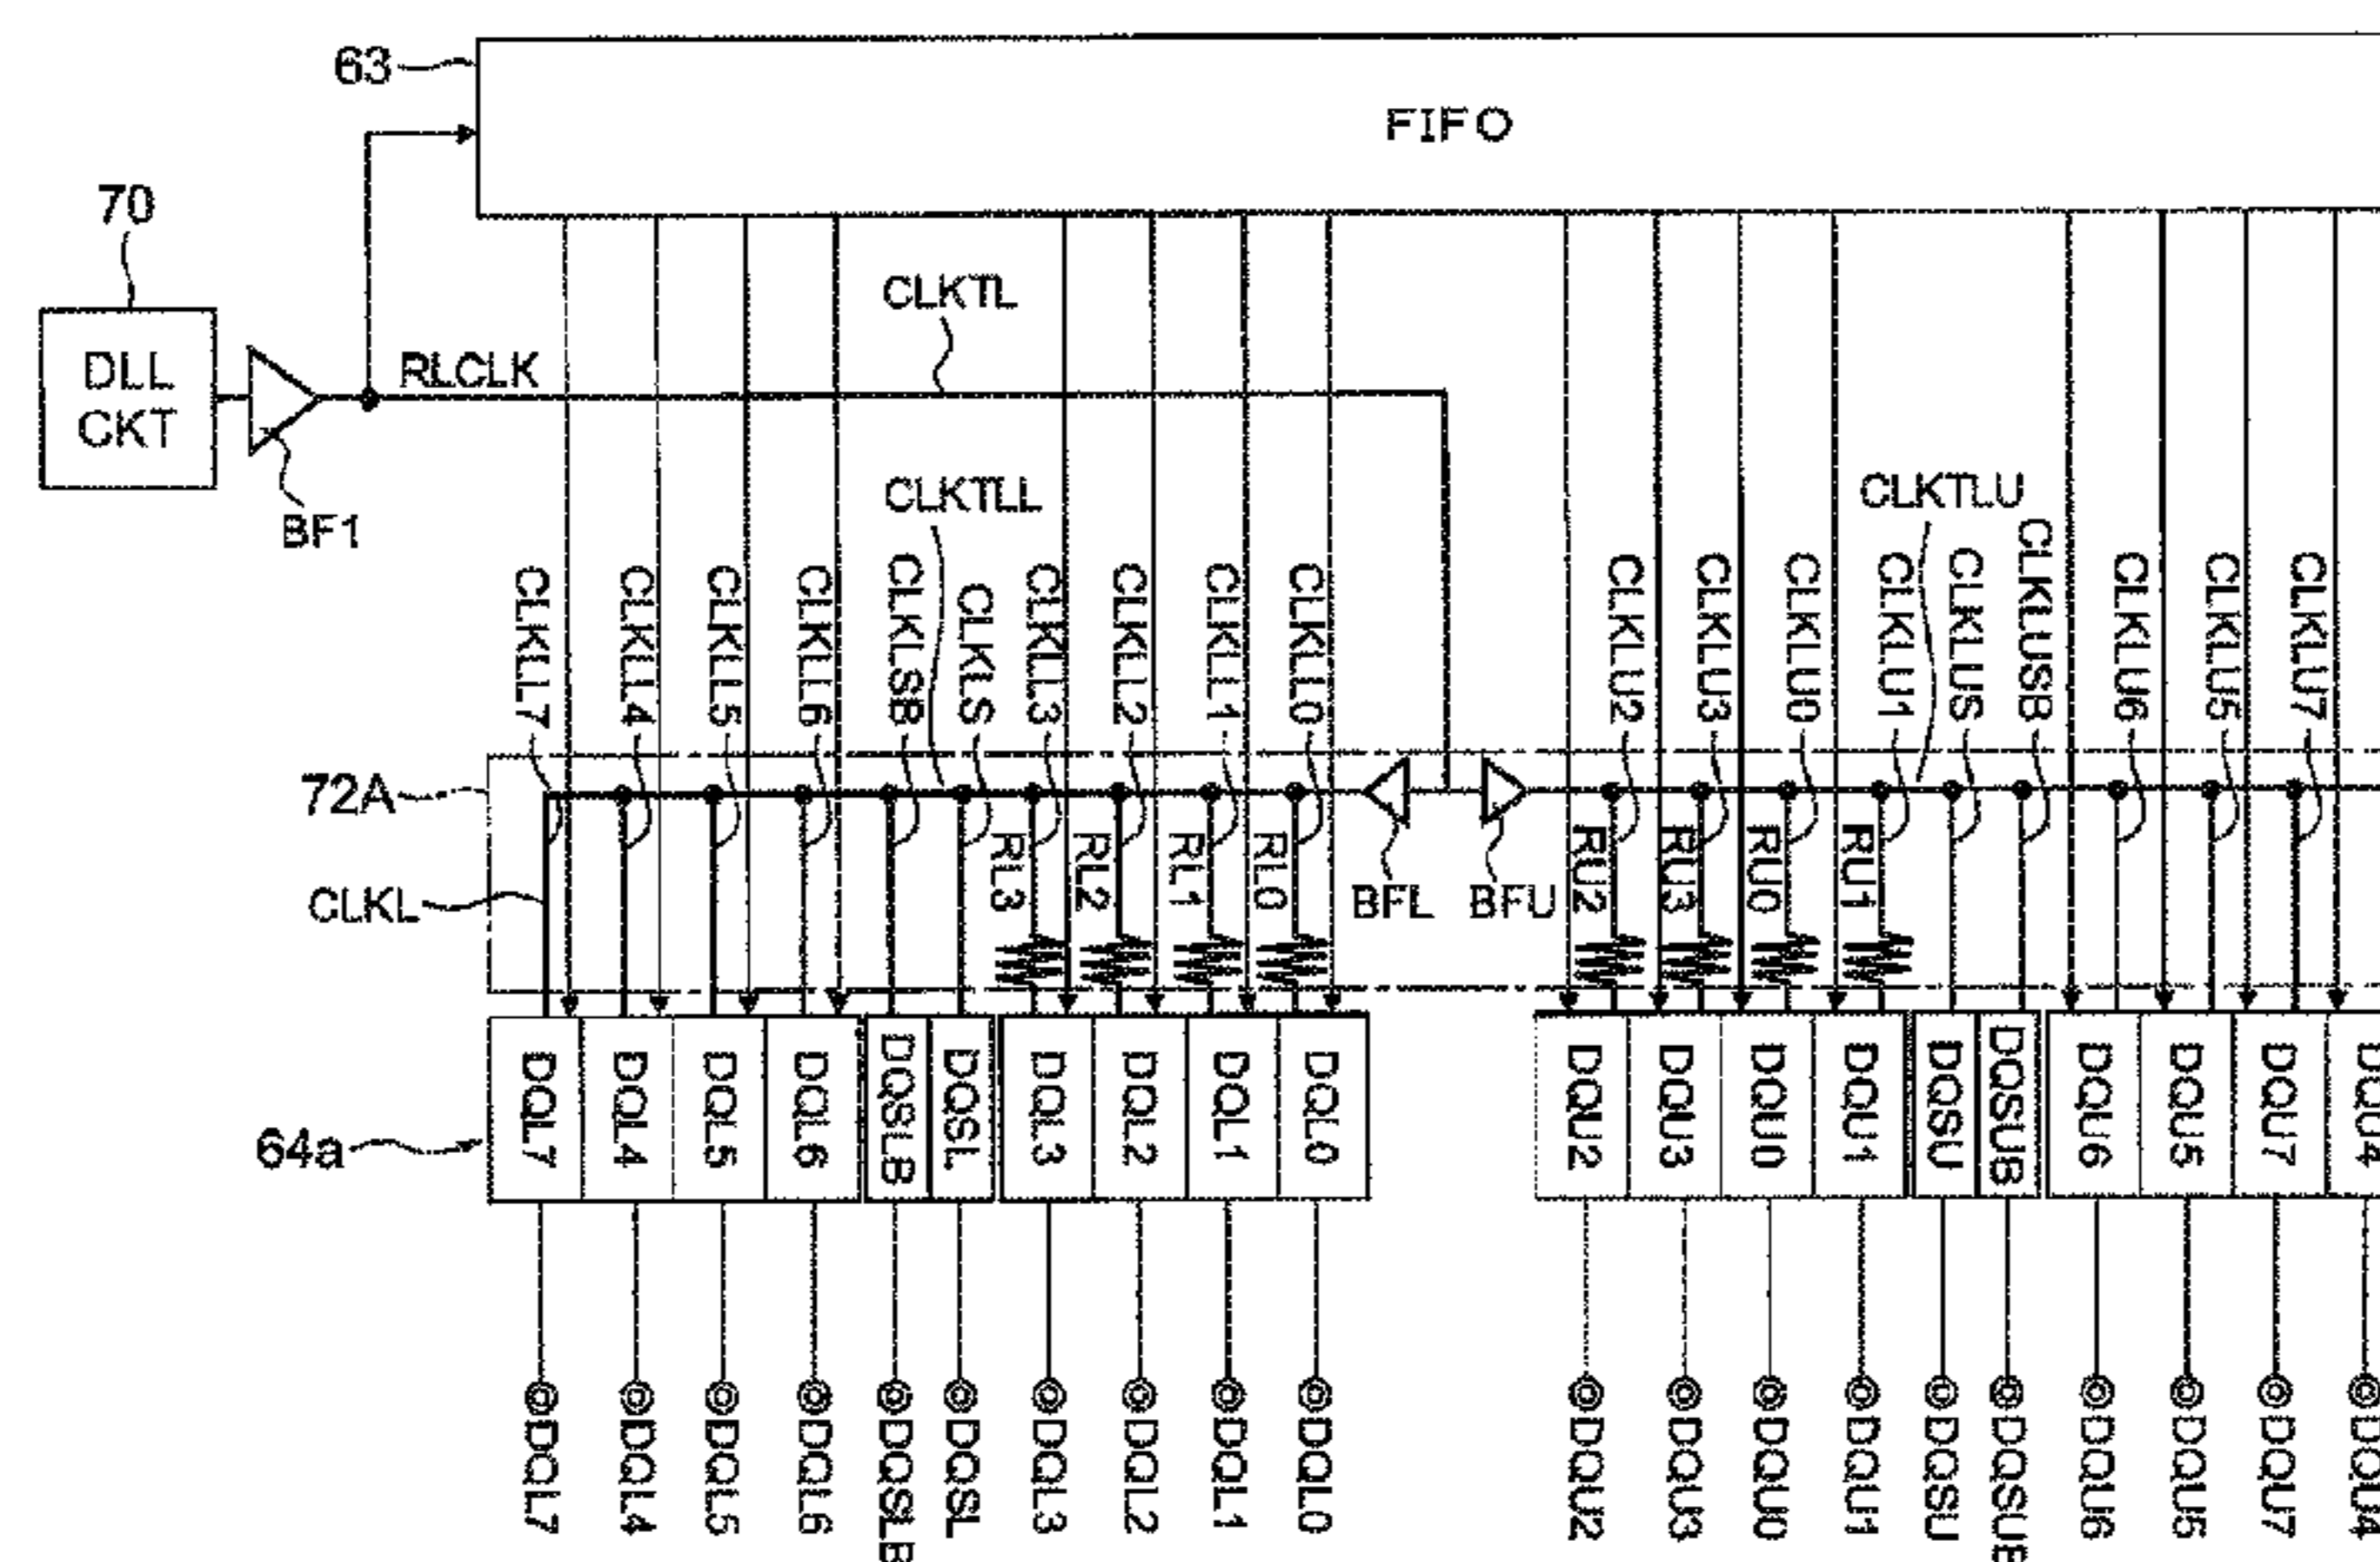 63
FIFO
70
CLKTL
DLL
CKT
RLCLK
BF1
CLKTLL
CLKTLU
CLKLL7
CLKLL4
CLKLL5
CLKLL6
CLKLSB
CLKLS
CLKLL3
CLKLL2
CLKLL1
CLKLL0
CLKLU2
CLKLU3
CLKLU0
CLKLU1
CLKLUS
CLKLUSB
CLKLU6
CLKLU5
CLKLU7
72A
CLKL
RL3
RL2
RL1
RL0
BFL
BFU
RU2
RU3
RU0
RU1
64a
DQL7
DQL4
DQL5
DQL6
DQSLB
DQSL
DQL3
DQL2
DQL1
DQL0
DQU2
DQU3
DQU0
DQU1
DQSU
DQSUB
DQU6
DQU5
DQU7
DQU4
DQL7
DQL4
DQL5
DQL6
DQSLB
DQSL
DQL3
DQL2
DQL1
DQL0
DQU2
DQU3
DQU0
DQU1
DQSU
DQSUB
DQU6
DQU5
DQU7
DQU4